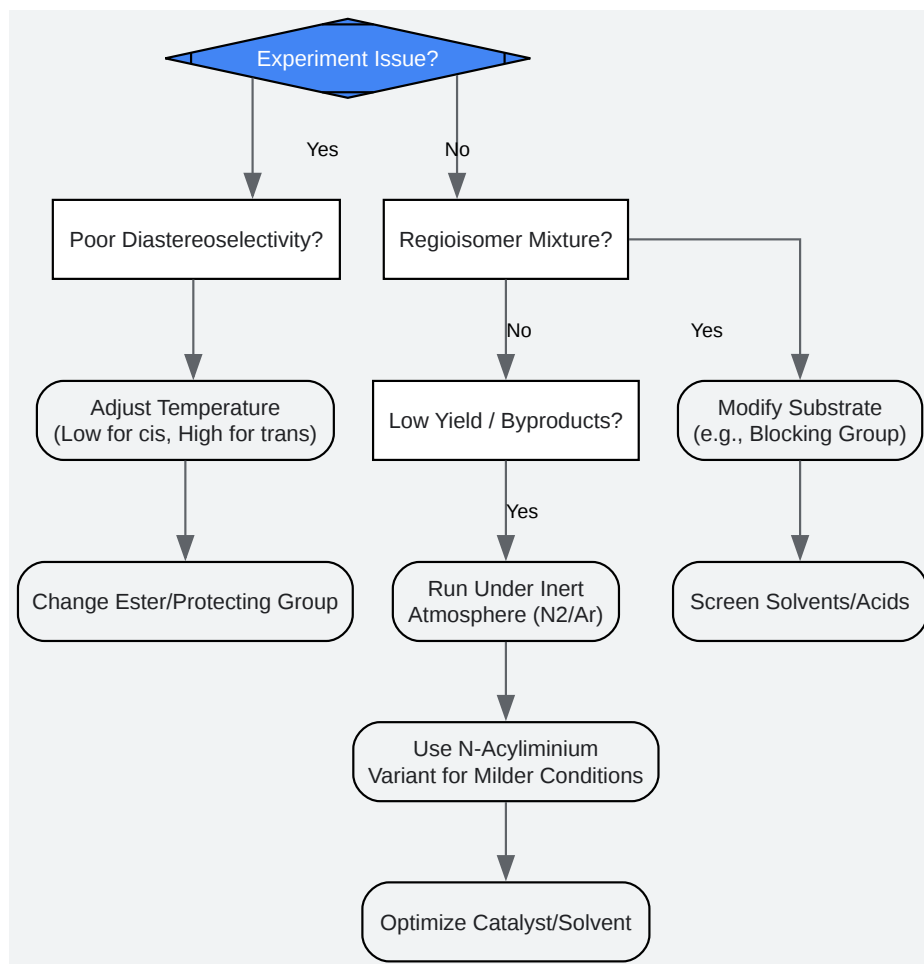 Experiment Issue?
Yes
No
Poor Diastereoselectivity?
Regioisomer Mixture?
No
Yes
Adjust Temperature
(Low for cis, High for trans)
Low Yield / Byproducts?
Modify Substrate
(e.g., Blocking Group)
Yes
Change Ester/Protecting Group
Run Under Inert
Atmosphere (N2/Ar)
Screen Solvents/Acids
Use N-Acyliminium
Variant for Milder Conditions
Optimize Catalyst/Solvent